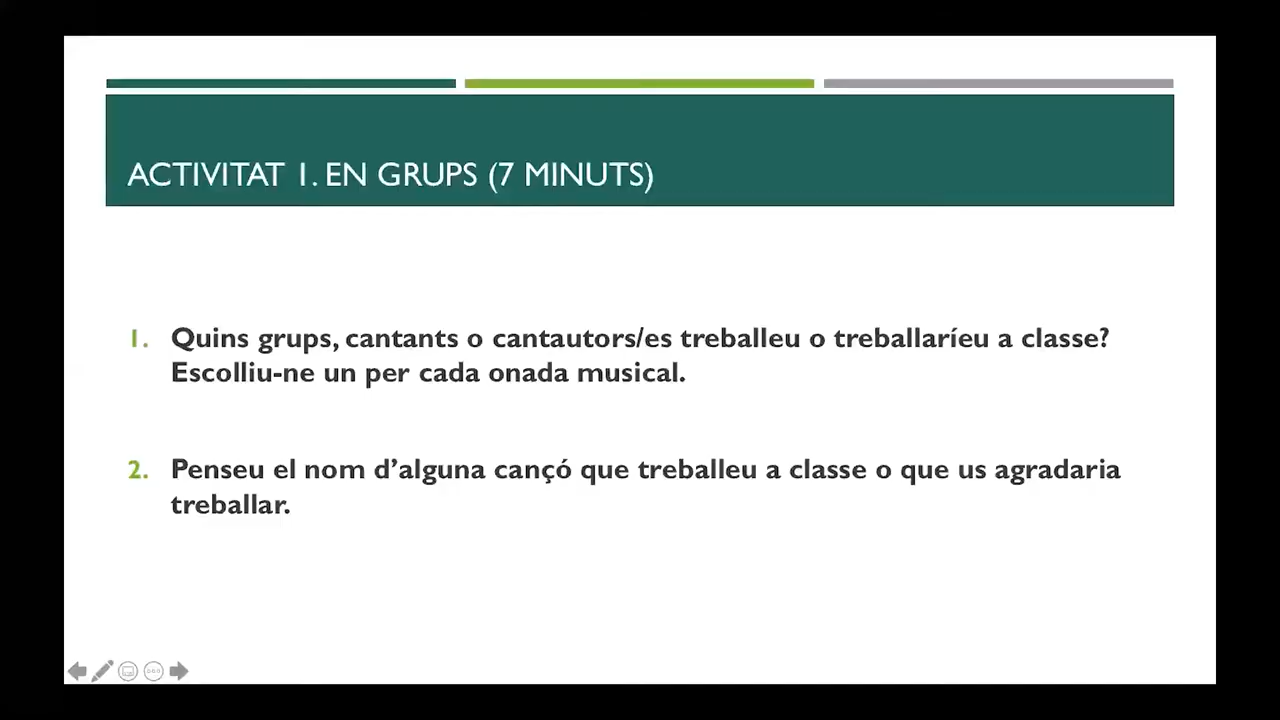 ACTIVITAT 1. EN GRUPS (7 MINUTS)
1. Quins grups, cantants o cantautors/es treballeu o treballaríeu a classe?
Escolliu-ne un per cada onada musical.
2. Penseu el nom d’alguna cançó que treballeu a classe o que us agradaria
treballar.